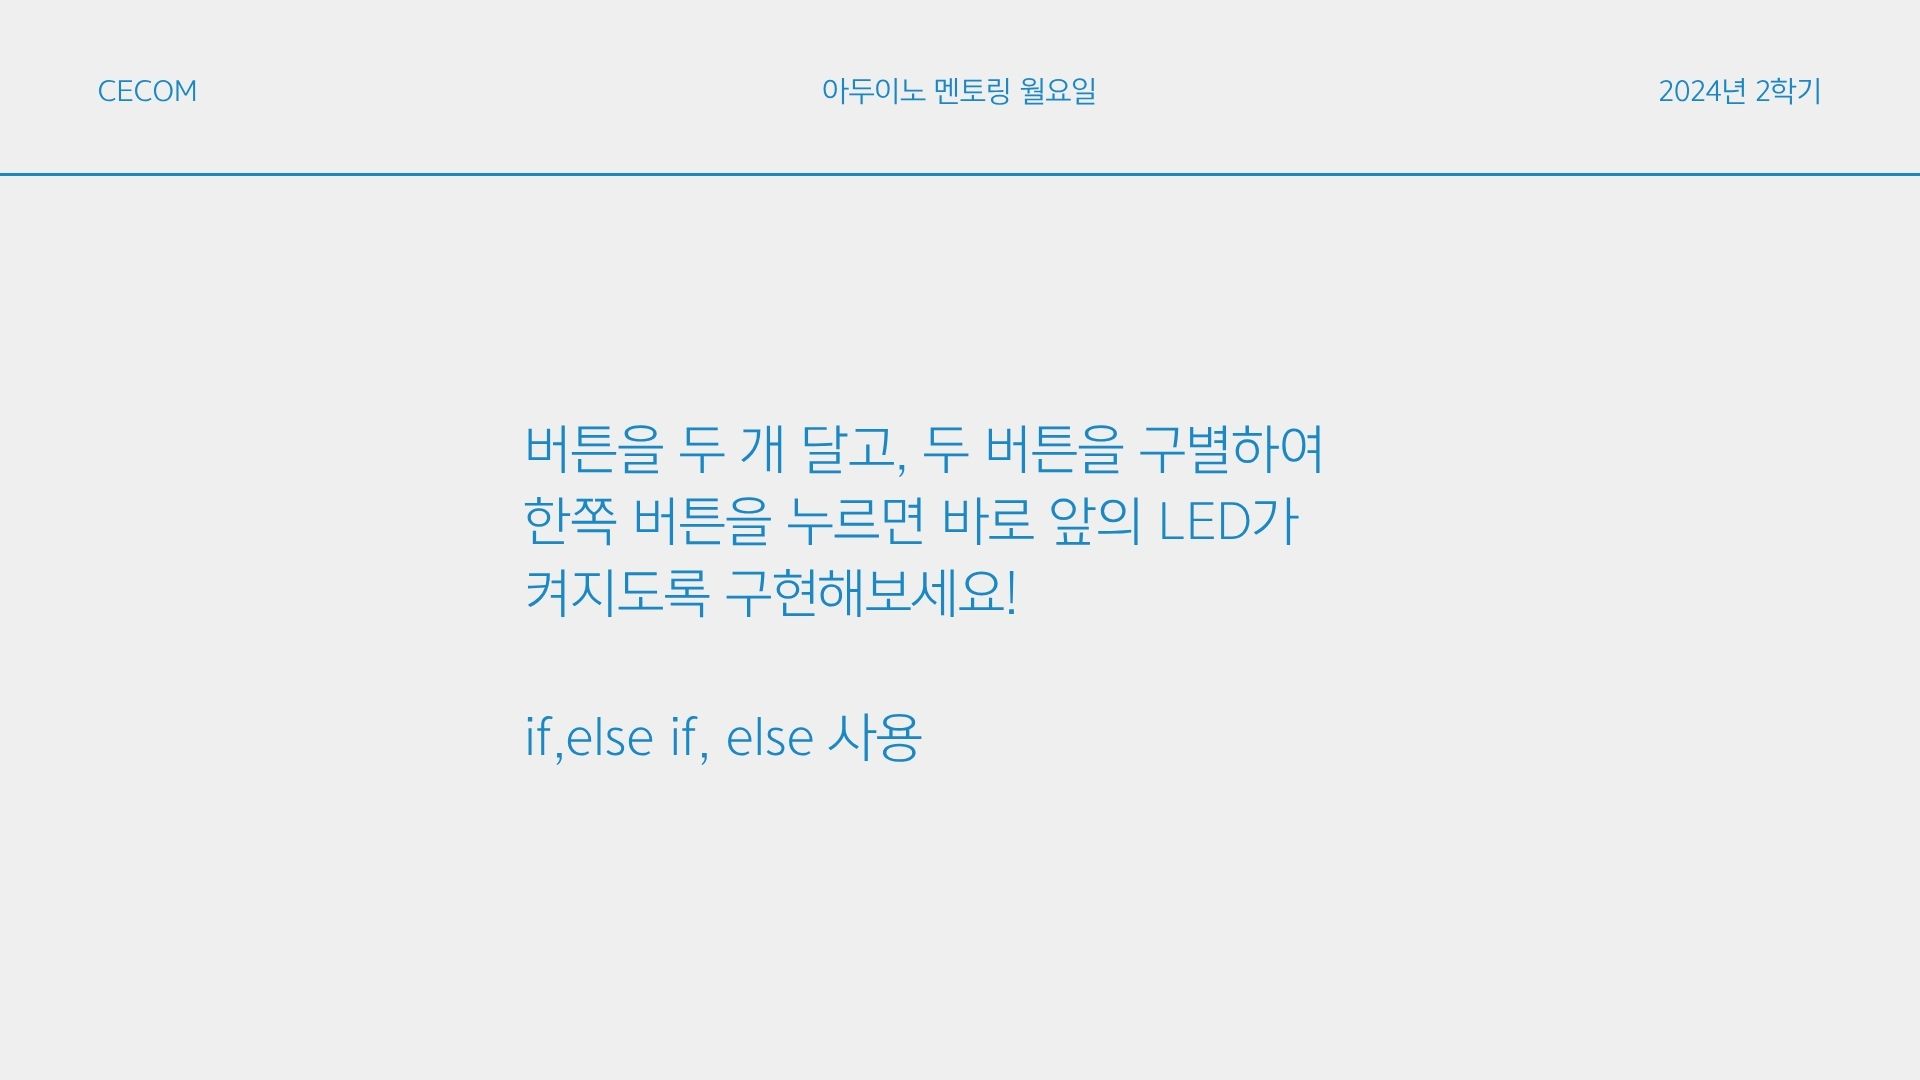 CECOM
아두이노 멘토링 월요일
2024년 2학기
버튼을 두 개 달고, 두 버튼을 구별하여
한쪽 버튼을 누르면 바로 앞의 LED가
켜지도록 구현해보세요!
if,else if, else 사용